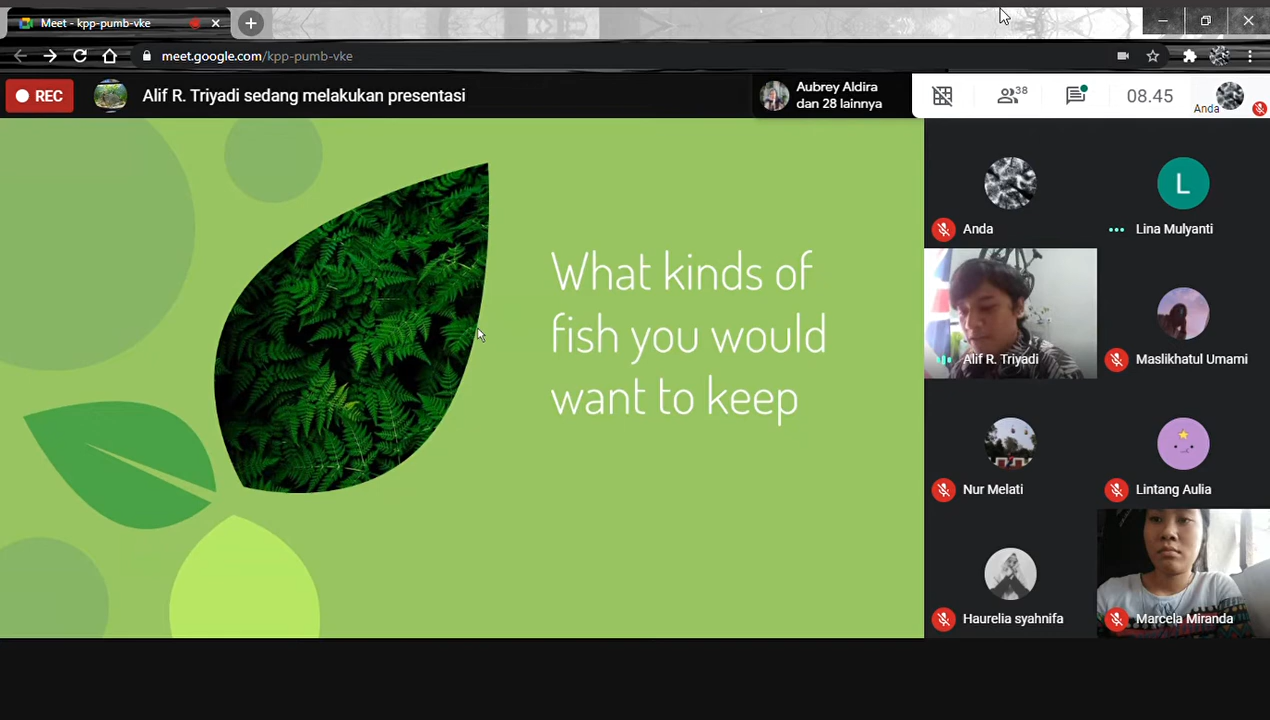 Meet - kpp-pumb-vke
meet.google.com/kpp-pumb-vke
REC
Alif R. Triyadi sedang melakukan presentasi
Aubrey Aldira
dan 28 lainnya
38
08.45
Anda
What kinds of
fish you would
want to keep
Anda
L
Lina Mulyanti
Alif R. Triyadi
Maslikhatul Umami
Nur Melati
Lintang Aulia
Haurelia syahnifa
Marcela Miranda